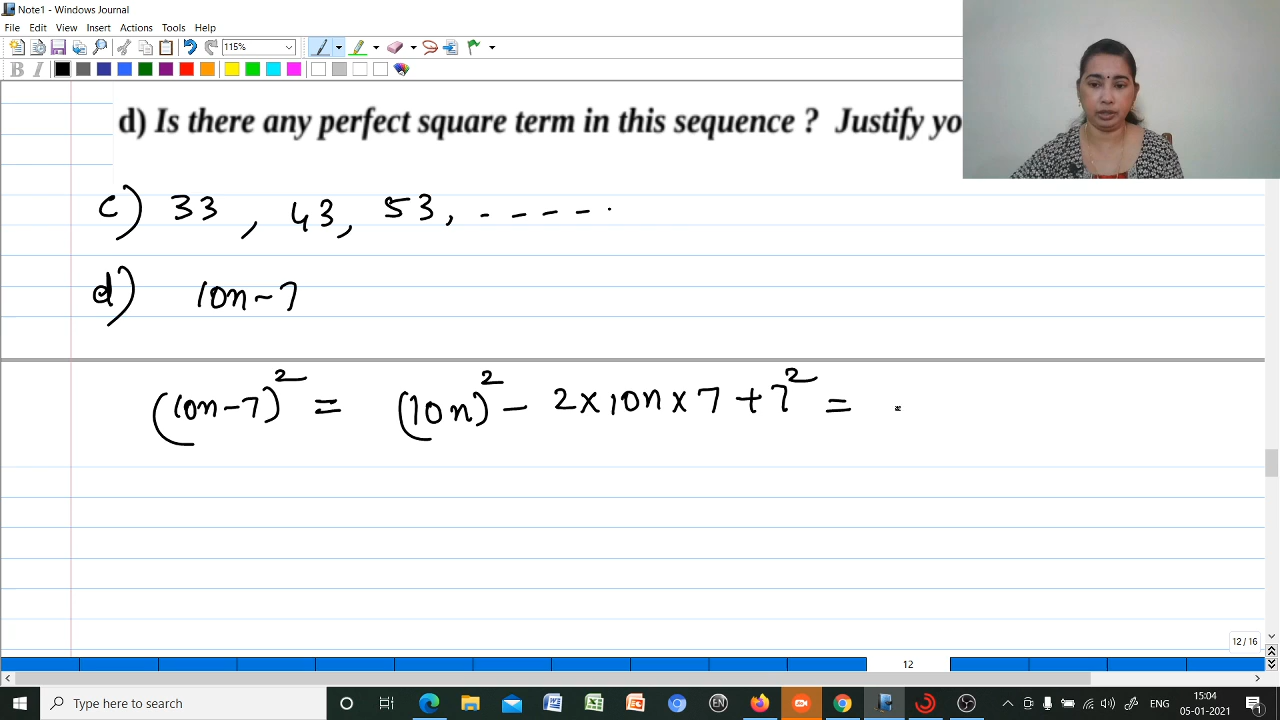 Note1 - Windows Journal
File Edit View Insert Actions Tools Help
115%
B I
d) Is there any perfect square term in this sequence ? Justify yo
c) 33 , 43, 53, - - - - - .
d) 10n-7
(10n-7)² = (10n)² - 2×10n×7 +7² =
12 / 16
12
Type here to search
ENG
15:04
05-01-2021